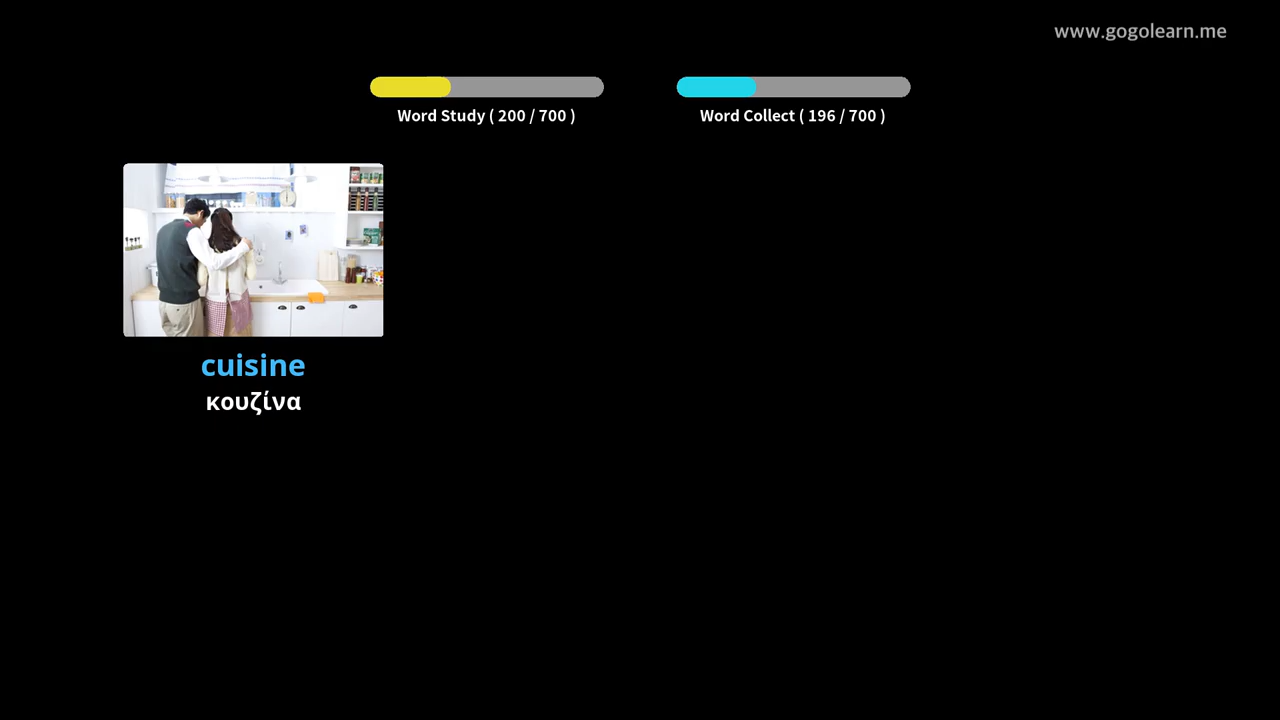 www.gogolearn.me
Word Study ( 200 / 700 )
Word Collect ( 196 / 700 )
cuisine
κουζίνα